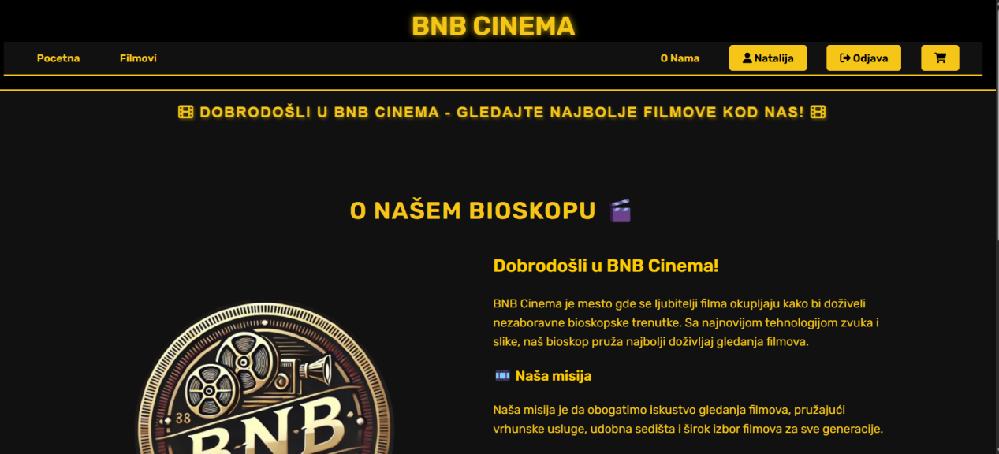 BNB CINEMA
Pocetna Filmovi O Nama Natalija Odjava
DOBRODOŠLI U BNB CINEMA - GLEDAJTE NAJBOLJE FILMOVE KOD NAS!
O NAŠEM BIOSKOPU
Dobrodošli u BNB Cinema!
BNB Cinema je mesto gde se ljubitelji filma okupljaju kako bi doživeli
nezaboravne bioskopske trenutke. Sa najnovijom tehnologijom zvuka i
slike, naš bioskop pruža najbolji doživljaj gledanja filmova.
Naša misija
Naša misija je da obogatimo iskustvo gledanja filmova, pružajući
vrhunske usluge, udobna sedišta i širok izbor filmova za sve generacije.
38
BNB